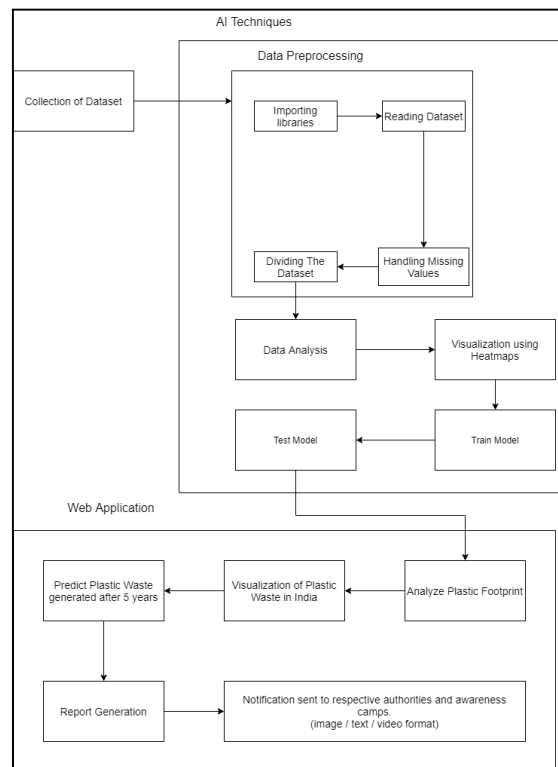 AI Techniques
Data Preprocessing
Collection of Dataset
Importing
libraries
Reading Dataset
Dividing The
Dataset
Handling Missing
Values
Data Analysis
Visualization using
Heatmaps
Test Model
Train Model
Web Application
Predict Plastic Waste
generated after 5 years
Visualization of Plastic
Waste in India
Analyze Plastic Footprint
Report Generation
Notification sent to respective authorities and awareness
camps.
(image / text / video format)